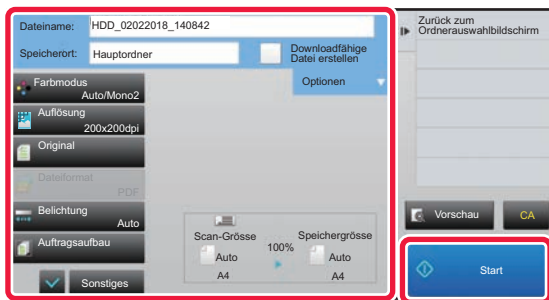 Dateiname:
HDD_02022018_140842
Speicherort:
Hauptordner
Downloadfähige
Datei erstellen
Optionen
Farbmodus
Auto/Mono2
Auflösung
200x200dpi
Original
Dateiformat
PDF
Belichtung
Auto
Auftragsaufbau
Sonstiges
Scan-Grösse
Auto
A4
100%
Speichergrösse
Auto
A4
Zurück zum
Ordnerauswahlbildschirm
Vorschau
CA
Start